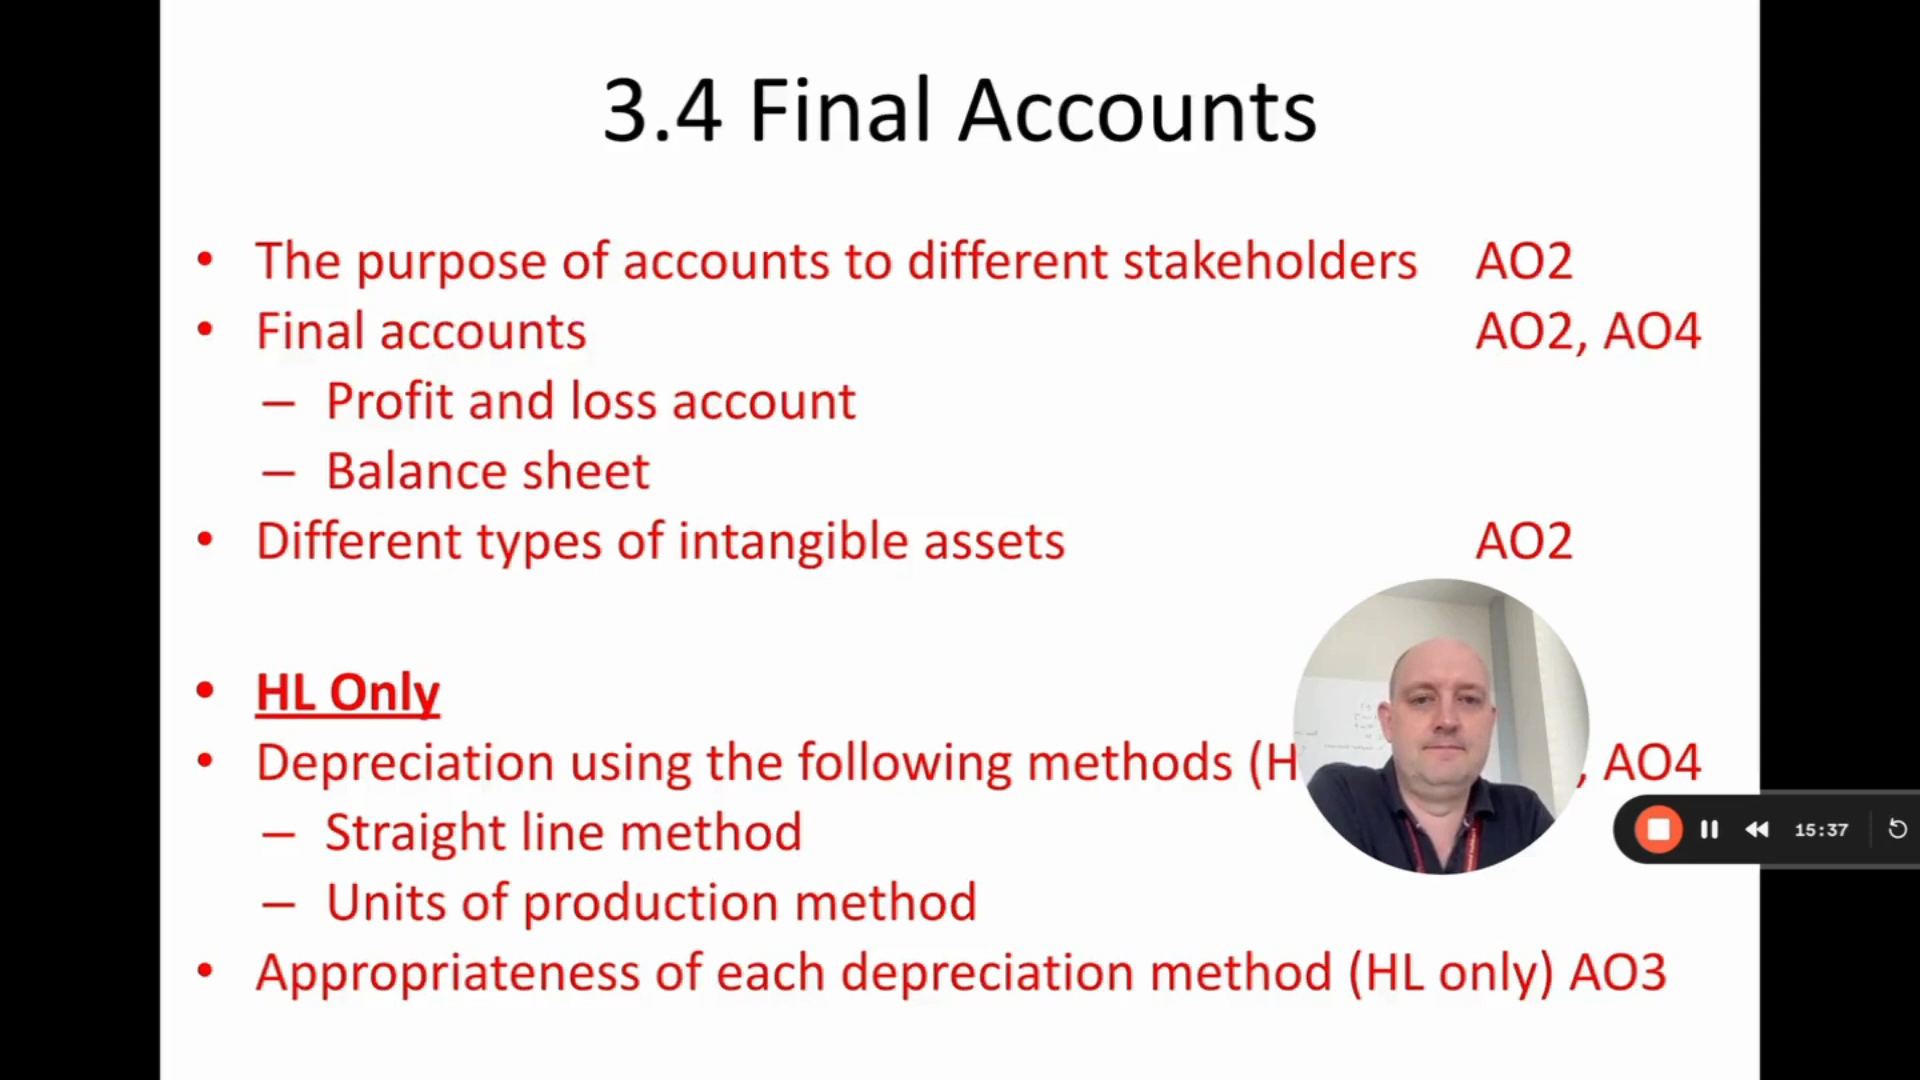 3.4 Final Accounts
• The purpose of accounts to different stakeholders AO2
• Final accounts AO2, AO4
– Profit and loss account
– Balance sheet
• Different types of intangible assets AO2
• HL Only
• Depreciation using the following methods (H , AO4
– Straight line method
15:37
– Units of production method
• Appropriateness of each depreciation method (HL only) AO3